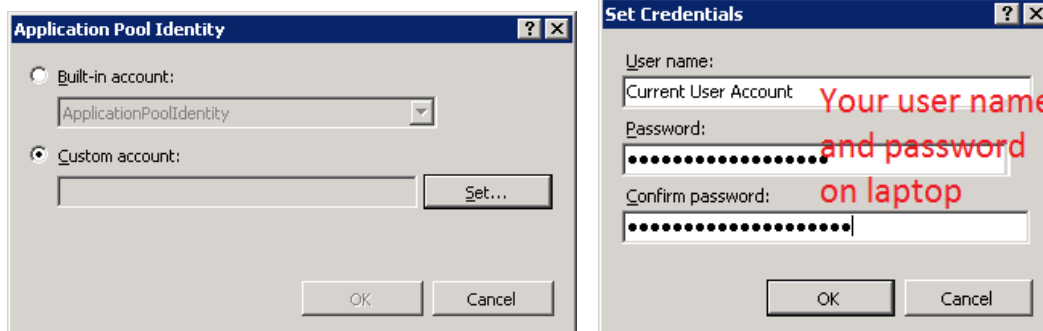 Application Pool Identity
Built-in account:
ApplicationPoolIdentity
Custom account:
Set...
OK
Cancel
Set Credentials
User name:
Current User Account
Your user name
Password:
●●●●●●●●●●●●●●●●●●
and password
Confirm password:
on laptop
●●●●●●●●●●●●●●●●●●●●
OK
Cancel